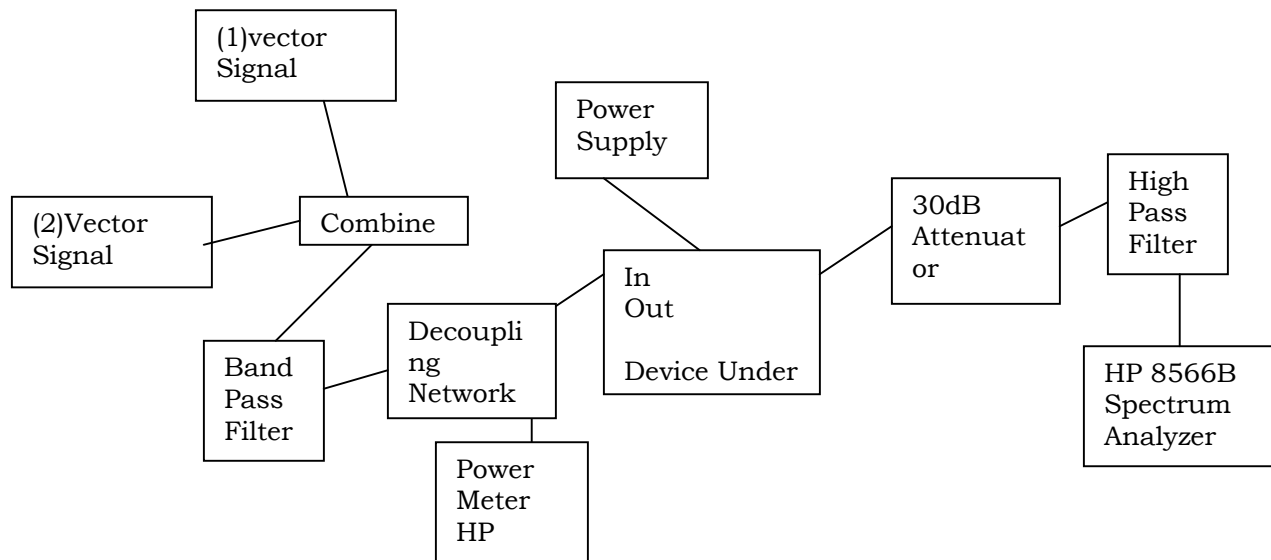 (1)vector
Signal
(2)Vector
Signal
Combine
Band
Pass
Filter
Decoupli
ng
Network
Power
Meter
HP
Power
Supply
In
Out
Device Under
30dB
Attenuat
or
High
Pass
Filter
HP 8566B
Spectrum
Analyzer